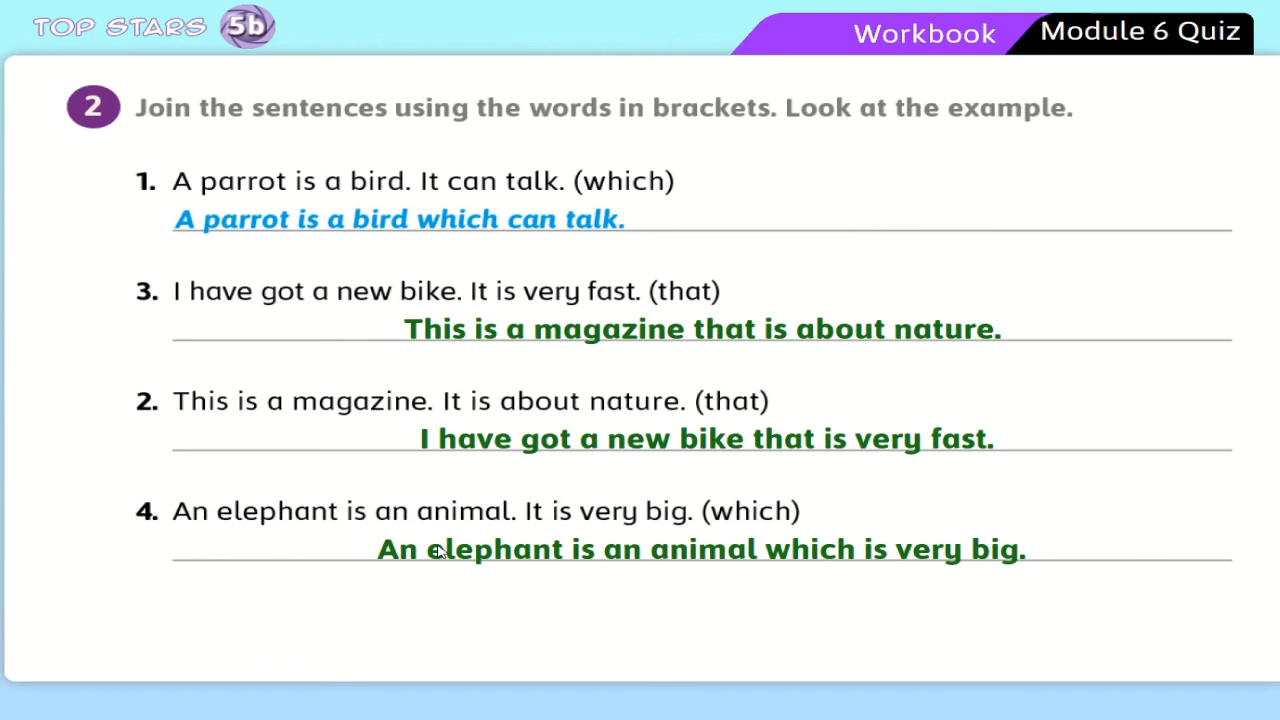 TOP STARS 5b
Workbook
Module 6 Quiz
2 Join the sentences using the words in brackets. Look at the example.
1. A parrot is a bird. It can talk. (which)
A parrot is a bird which can talk.
3. I have got a new bike. It is very fast. (that)
This is a magazine that is about nature.
2. This is a magazine. It is about nature. (that)
I have got a new bike that is very fast.
4. An elephant is an animal. It is very big. (which)
An elephant is an animal which is very big.